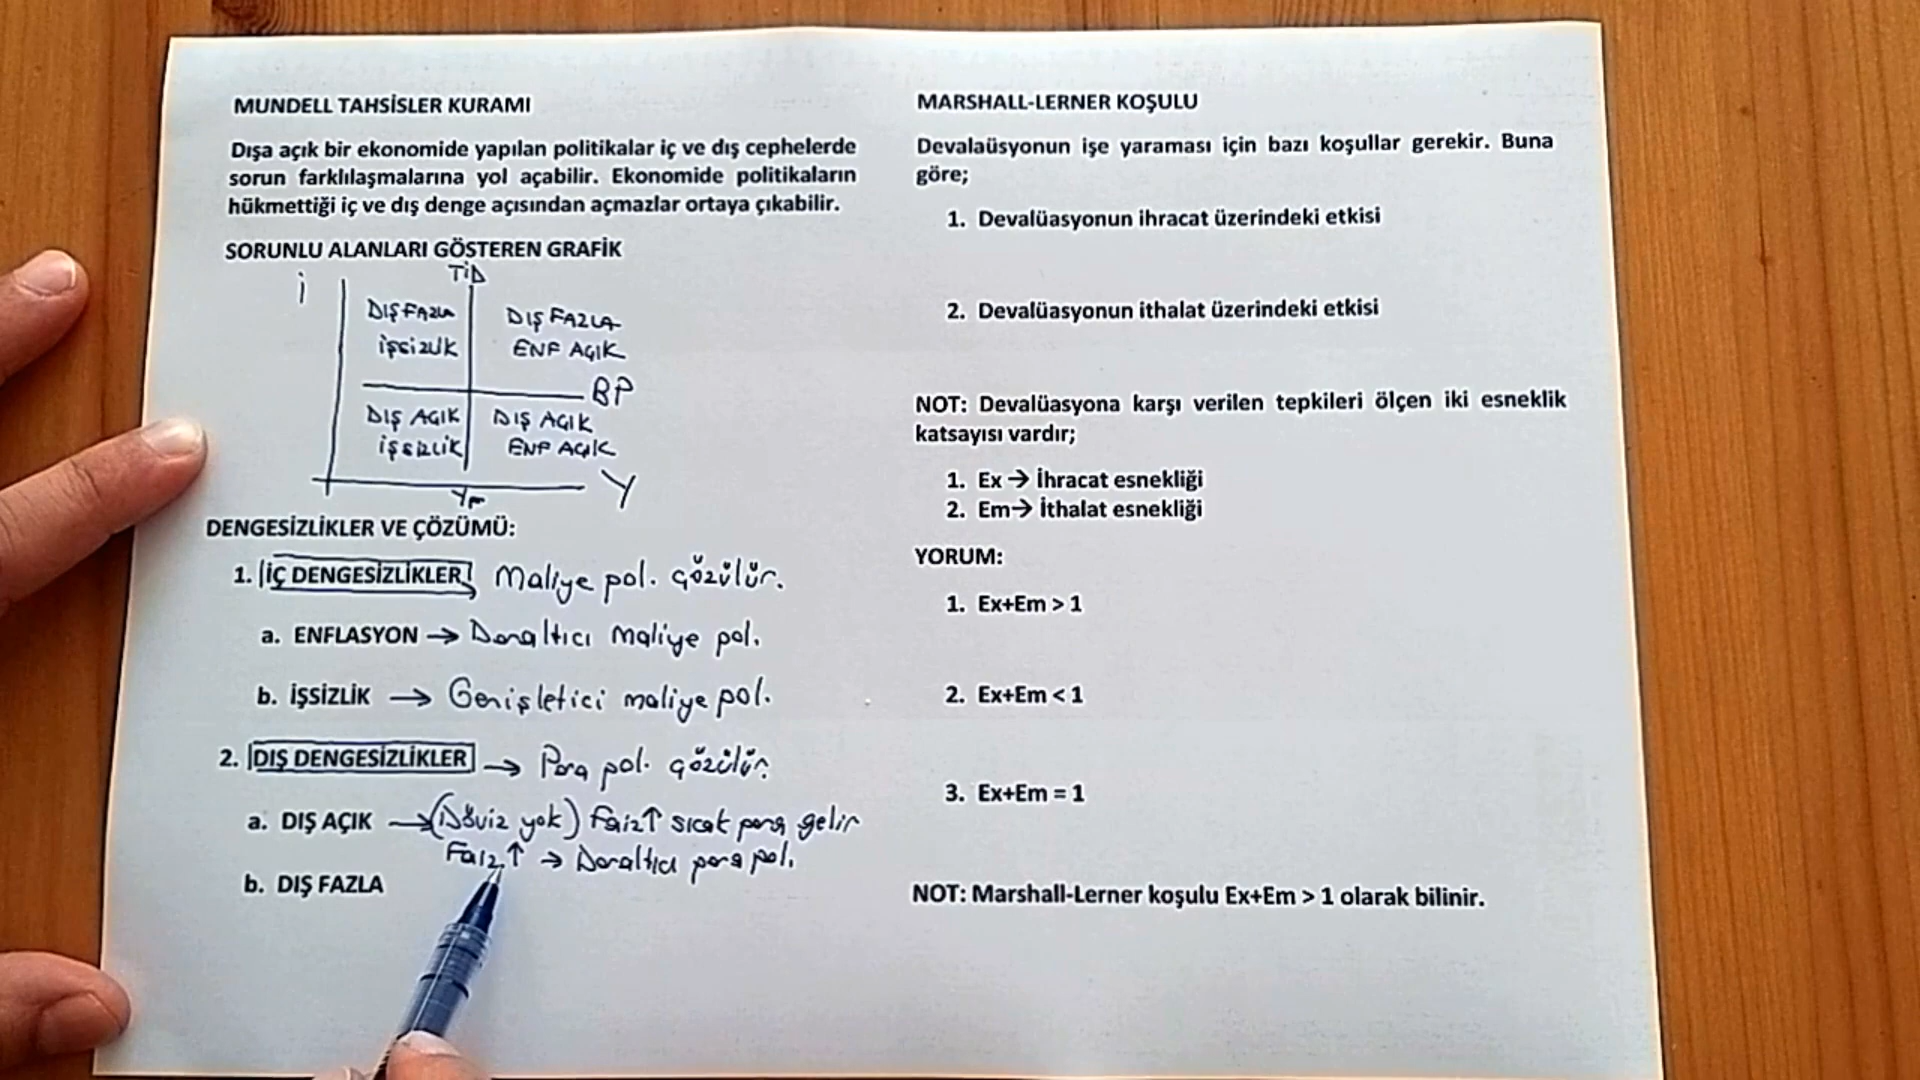 MUNDELL TAHSİSLER KURAMI
Dışa açık bir ekonomide yapılan politikalar iç ve dış cephelerde
sorun farklılaşmalarına yol açabilir. Ekonomide politikaların
hükmettiği iç ve dış denge açısından açmazlar ortaya çıkabilir.
SORUNLU ALANLARI GÖSTEREN GRAFİK
i
TİD
DIŞ FAZLA
İŞSİZLİK
DIŞ FAZLA
ENF AÇIK
BP
DIŞ AÇIK
İŞSİZLİK
DIŞ AÇIK
ENF AÇIK
Y
DENGESİZLİKLER VE ÇÖZÜMÜ:
1. İÇ DENGESİZLİKLER Maliye pol. çözülür.
a. ENFLASYON → Daraltıcı maliye pol.
b. İŞSİZLİK → Genişletici maliye pol.
2. DIŞ DENGESİZLİKLER → Para pol. çözülür.
a. DIŞ AÇIK → (Döviz yok) Faiz↑ sıcak para gelir
Faiz↑ → Daraltıcı para pol.
b. DIŞ FAZLA
MARSHALL-LERNER KOŞULU
Devalaüsyonun işe yaraması için bazı koşullar gerekir. Buna
göre;
1. Devalüasyonun ihracat üzerindeki etkisi
2. Devalüasyonun ithalat üzerindeki etkisi
NOT: Devalüasyona karşı verilen tepkileri ölçen iki esneklik
katsayısı vardır;
1. Ex → İhracat esnekliği
2. Em→ İthalat esnekliği
YORUM:
1. Ex+Em > 1
2. Ex+Em < 1
3. Ex+Em = 1
NOT: Marshall-Lerner koşulu Ex+Em > 1 olarak bilinir.